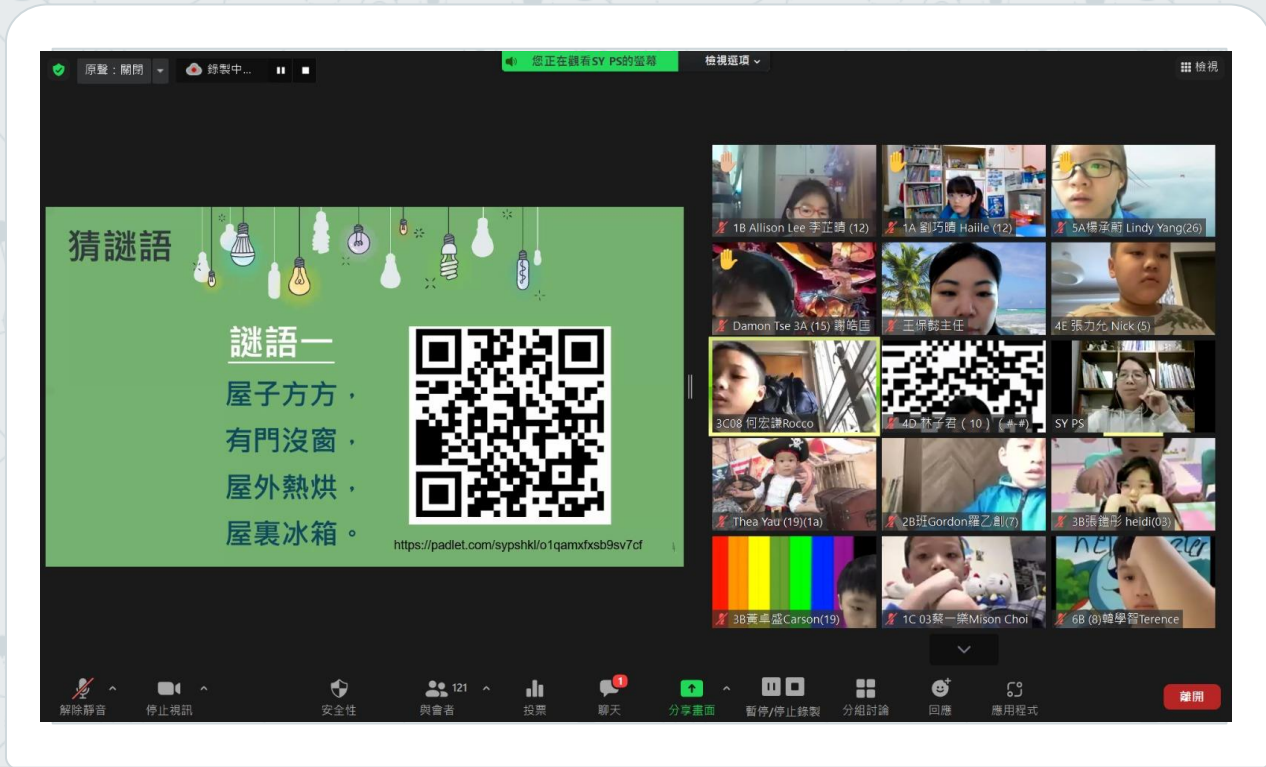 原聲：關閉
錄製中...
您正在觀看SY PS的螢幕
檢視選項
檢視
猜謎語
謎語一
屋子方方，
有門沒窗，
屋外熱烘，
屋裏冰箱。
https://padlet.com/sypshkl/o1qamxfxsb9sv7cf
1B Allison Lee 李芷晴 (12)
1A 劉巧晴 Haiile (12)
5A楊承蔚 Lindy Yang(26)
Damon Tse 3A (15) 謝皓匡
王保懿主任
4E 張力允 Nick (5)
3C08 何宏謙Rocco
4D 林子君（10）（#-#）
SY PS
Thea Yau (19)(1a)
2B班Gordon羅乙創(7)
3B張鎧彤 heidi(03)
3B黃卓盛Carson(19)
1C 03蔡一樂Mison Choi
6B (8)韓學智Terence
解除靜音
停止視訊
安全性
121
與會者
投票
1
聊天
分享畫面
暫停/停止錄製
分組討論
回應
應用程式
離開